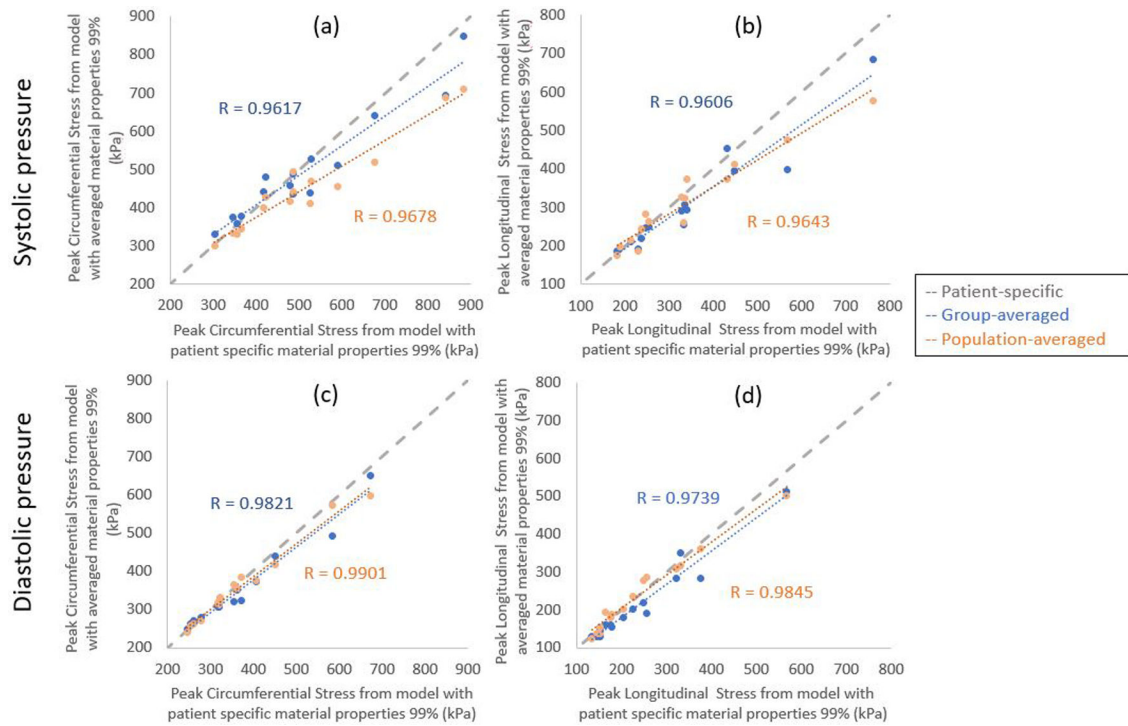 Systolic pressure
Peak Circumferential Stress from model
with averaged material properties 99%
(kPa)
900
800
700
600
500
400
300
200
(a)
R = 0.9617
R = 0.9678
200 300 400 500 600 700 800 900
Peak Circumferential Stress from model with
patient specific material properties 99% (kPa)
Peak Longitudinal Stress from model with
averaged material properties 99% (kPa)
800
700
600
500
400
300
200
100
(b)
R = 0.9606
R = 0.9643
100 200 300 400 500 600 700 800
Peak Longitudinal Stress from model with
patient specific material properties 99% (kPa)
-- Patient-specific
-- Group-averaged
-- Population-averaged
Diastolic pressure
Peak Circumferential Stress from model
with averaged material properties 99%
(kPa)
900
800
700
600
500
400
300
200
(c)
R = 0.9821
R = 0.9901
200 300 400 500 600 700 800 900
Peak Circumferential Stress from model with
patient specific material properties 99% (kPa)
Peak Longitudinal Stress from model with
averaged material properties 99% (kPa)
800
700
600
500
400
300
200
100
(d)
R = 0.9739
R = 0.9845
100 200 300 400 500 600 700 800
Peak Longitudinal Stress from model with
patient specific material properties 99% (kPa)